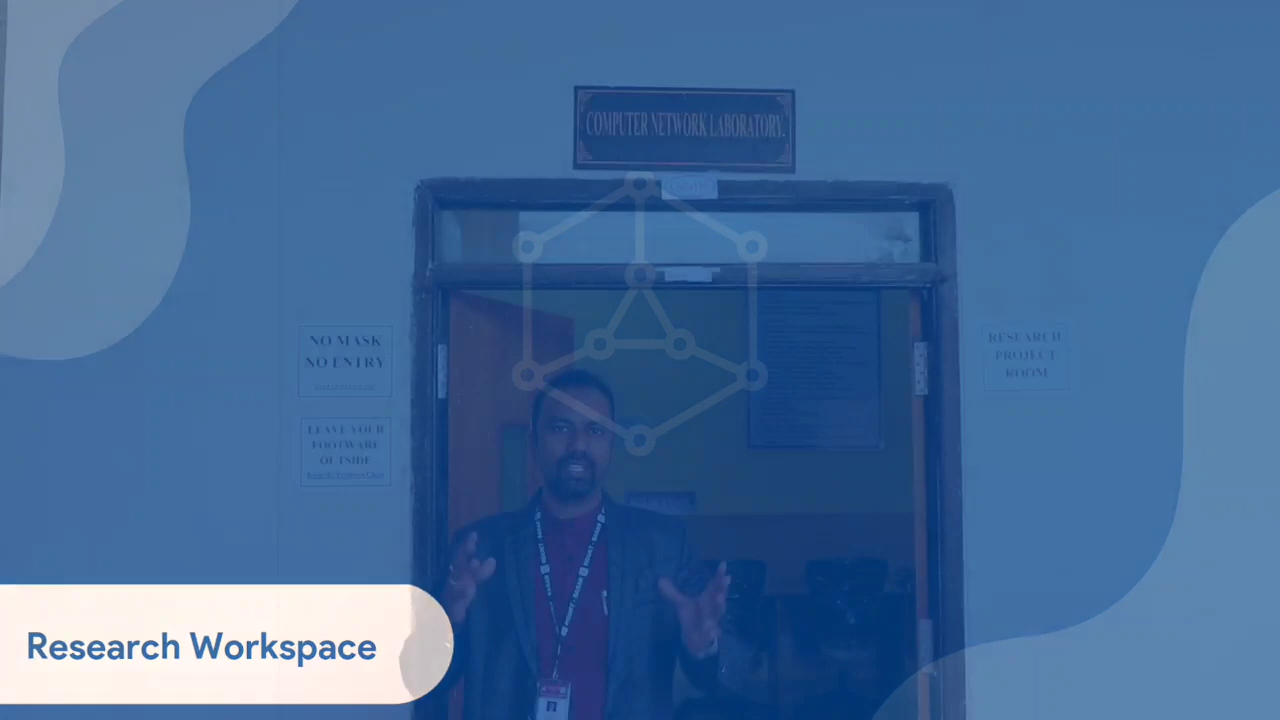 COMPUTER NETWORK LABORATORY.
NO MASK
NO ENTRY
LEAVE YOUR
FOOTWARE
OUTSIDE
RESEARCH
PROJECT
ROOM
Research Workspace